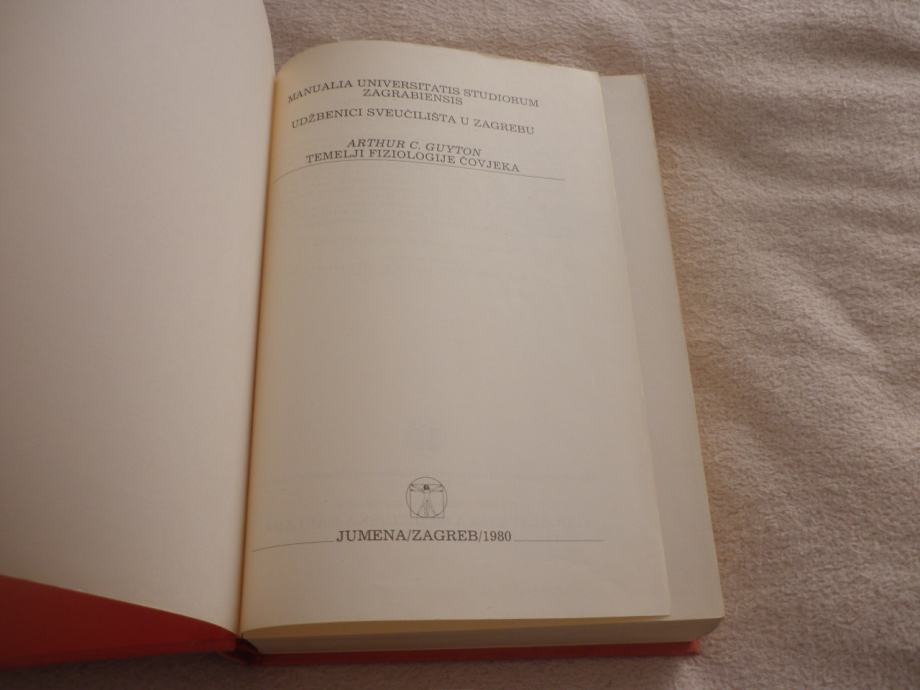 MANUALIA UNIVERSITATIS STUDIORUM
ZAGRABIENSIS
UDŽBENICI SVEUČILIŠTA U ZAGREBU
ARTHUR C. GUYTON
TEMELJI FIZIOLOGIJE ČOVJEKA
JUMENA/ZAGREB/1980